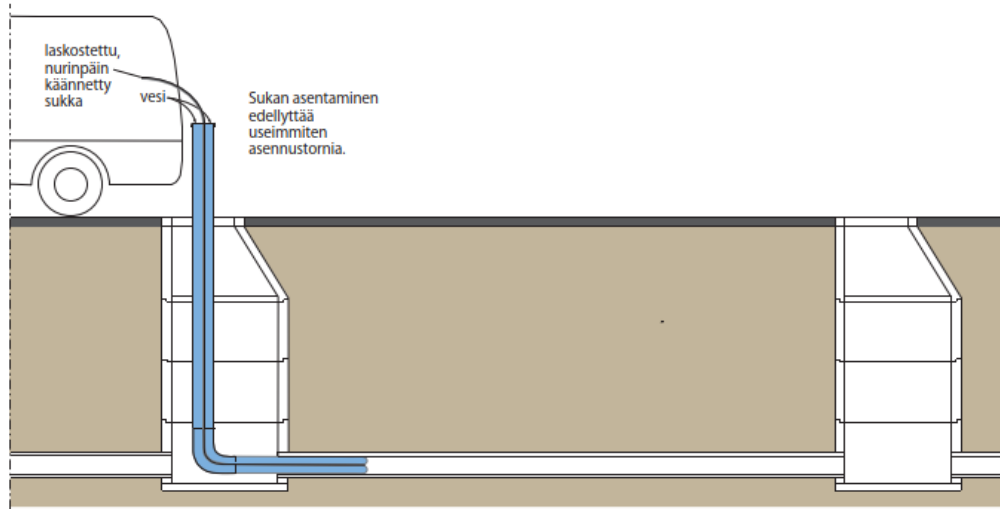 laskostettu,
nurinpäin
käännetty
sukka
vesi
Sukan asentaminen
edellyttää
useimmiten
asennustornia.